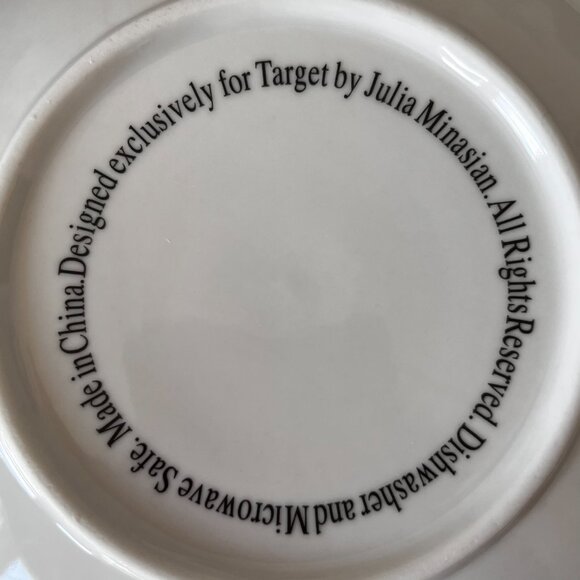 Designed exclusively for Target by Julia Minasian. All Rights Reserved. Dishwasher and Microwave Safe. Made in China.